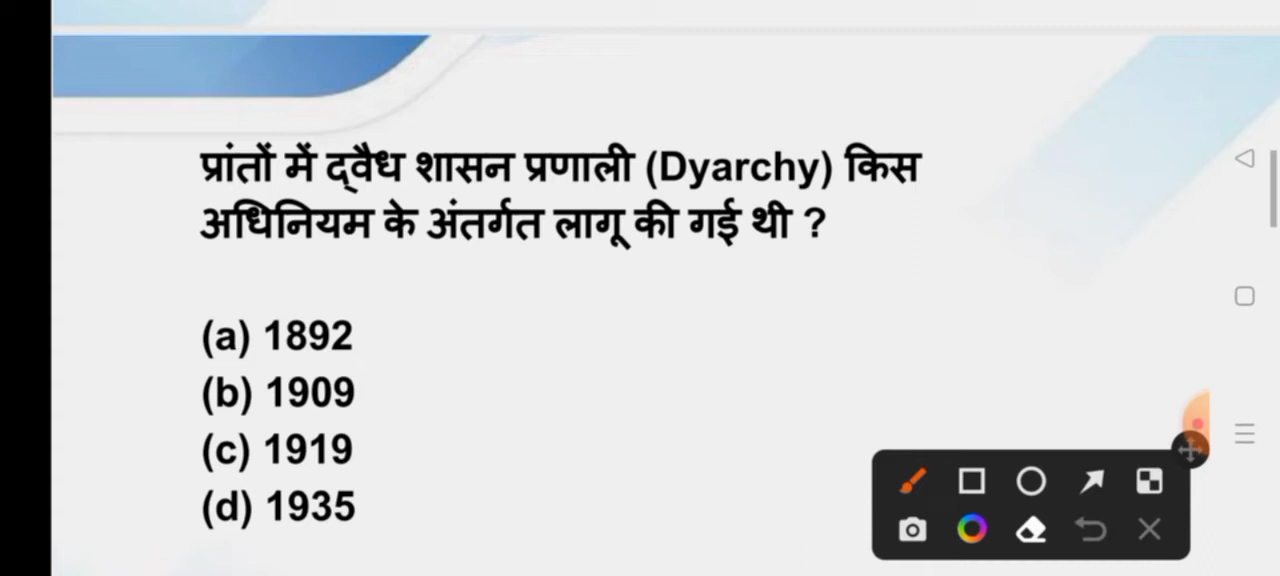 प्रांतों में द्वैध शासन प्रणाली (Dyarchy) किस
अधिनियम के अंतर्गत लागू की गई थी ?
(a) 1892
(b) 1909
(c) 1919
(d) 1935